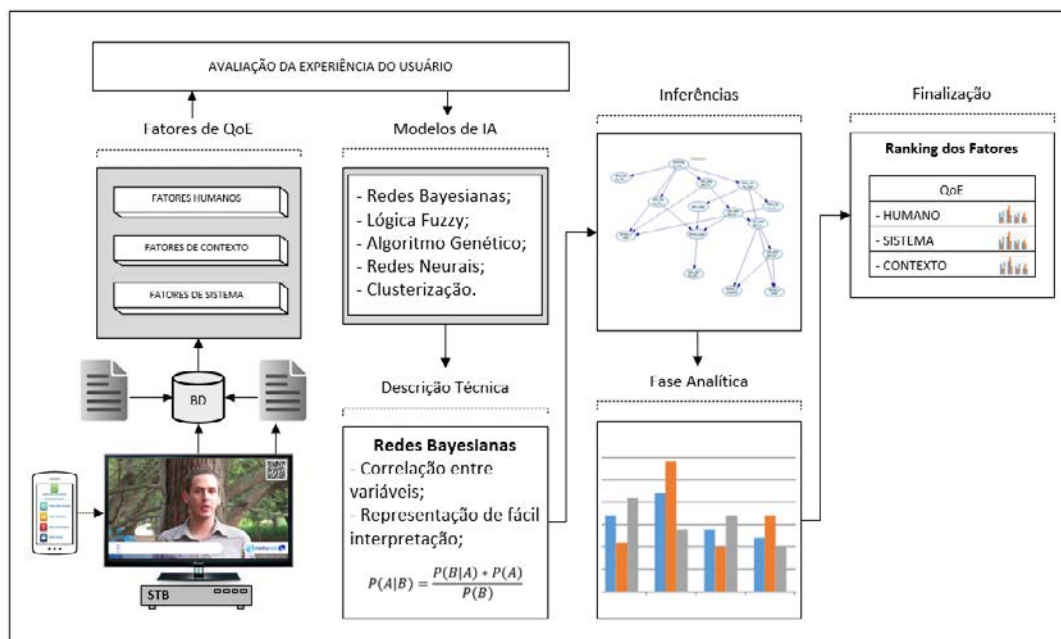 AVALIAÇÃO DA EXPERIÊNCIA DO USUÁRIO
Fatores de QoE
FATORES HUMANOS
FATORES DE CONTEXTO
FATORES DE SISTEMA
BD
STB
Modelos de IA
- Redes Bayesianas;
- Lógica Fuzzy;
- Algoritmo Genético;
- Redes Neurais;
- Clusterização.
Descrição Técnica
Redes Bayesianas
- Correlação entre
variáveis;
- Representação de fácil
interpretação;
P(A|B) = P(B|A) * P(A) / P(B)
Inferências
Fase Analítica
Finalização
Ranking dos Fatores
QoE
- HUMANO
- SISTEMA
- CONTEXTO